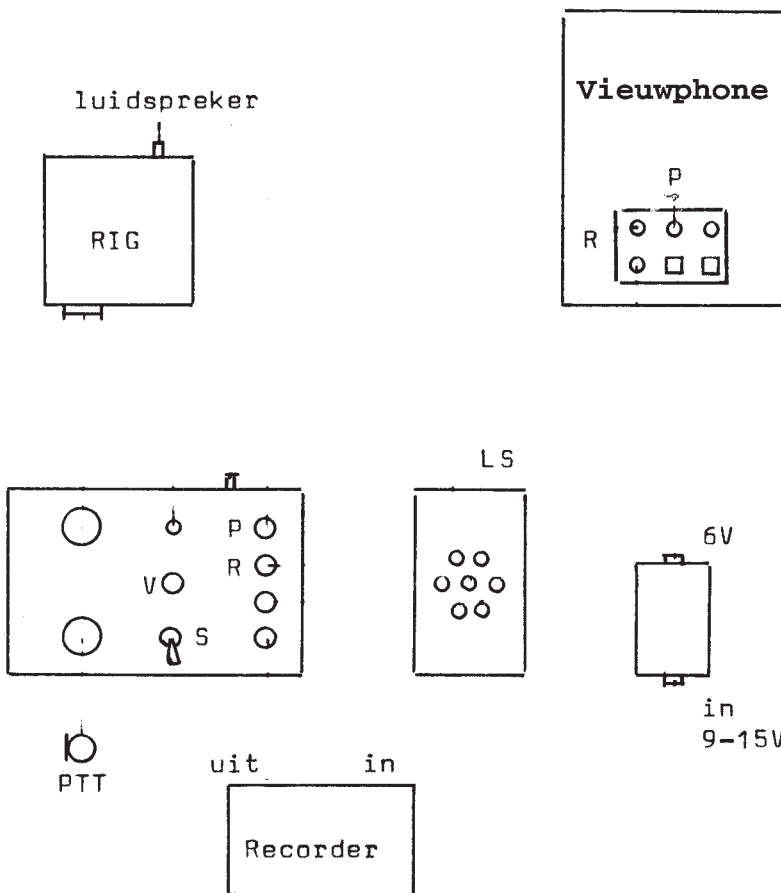 luidspreker
Vieuwphone
RIG
P
R
LS
P
6V
R
V
S
in
9-15V
PTT
uit in
Recorder